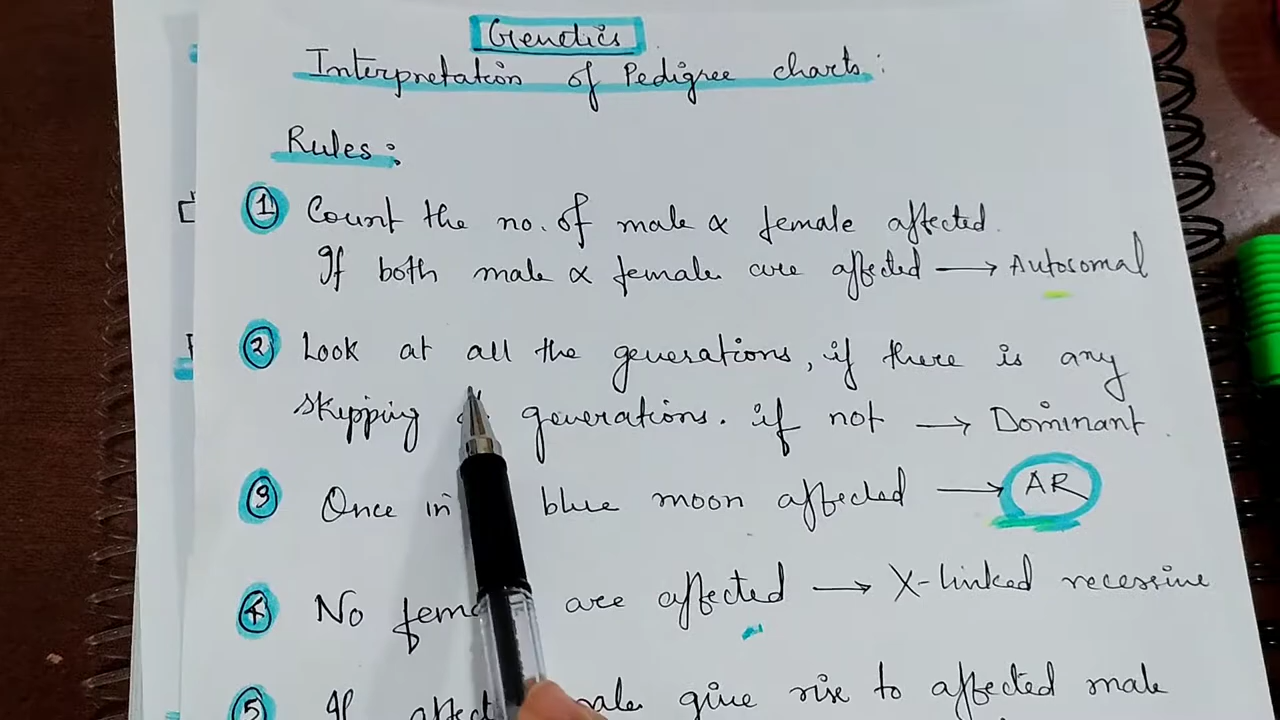 Genetics
Interpretation of Pedigree charts:
Rules:
① Count the no. of male & female affected.
If both male & female are affected → Autosomal
② Look at all the generations, if there is any
skipping generations. if not → Dominant.
③ Once in blue moon affected → AR
④ No are affected → X-linked recessive
⑤ If give rise to affected male